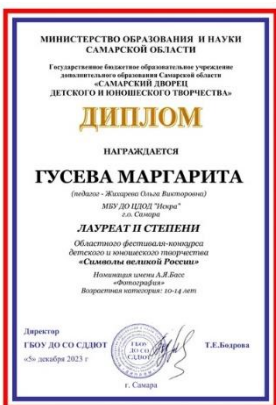 МИНИСТЕРСТВО ОБРАЗОВАНИЯ И НАУКИ
САМАРСКОЙ ОБЛАСТИ
Государственное бюджетное образовательное учреждение
дополнительного образования Самарской области
«САМАРСКИЙ ДВОРЕЦ
ДЕТСКОГО И ЮНОШЕСКОГО ТВОРЧЕСТВА»
ДИПЛОМ
НАГРАЖДАЕТСЯ
ГУСЕВА МАРГАРИТА
(педагог - Жихарева Ольга Викторовна)
МБУ ДО ЦДОД "Искра"
г.о. Самара
ЛАУРЕАТ II СТЕПЕНИ
Областного фестиваля-конкурса
детского и юношеского творчества
«Символы великой России»
Номинация имени А.Я.Басс
«Фотография»
Возрастная категория: 10-14 лет
Директор
ГБОУ ДО СО СДДЮТ Т.Е.Бодрова
«5» декабря 2023 г
г. Самара